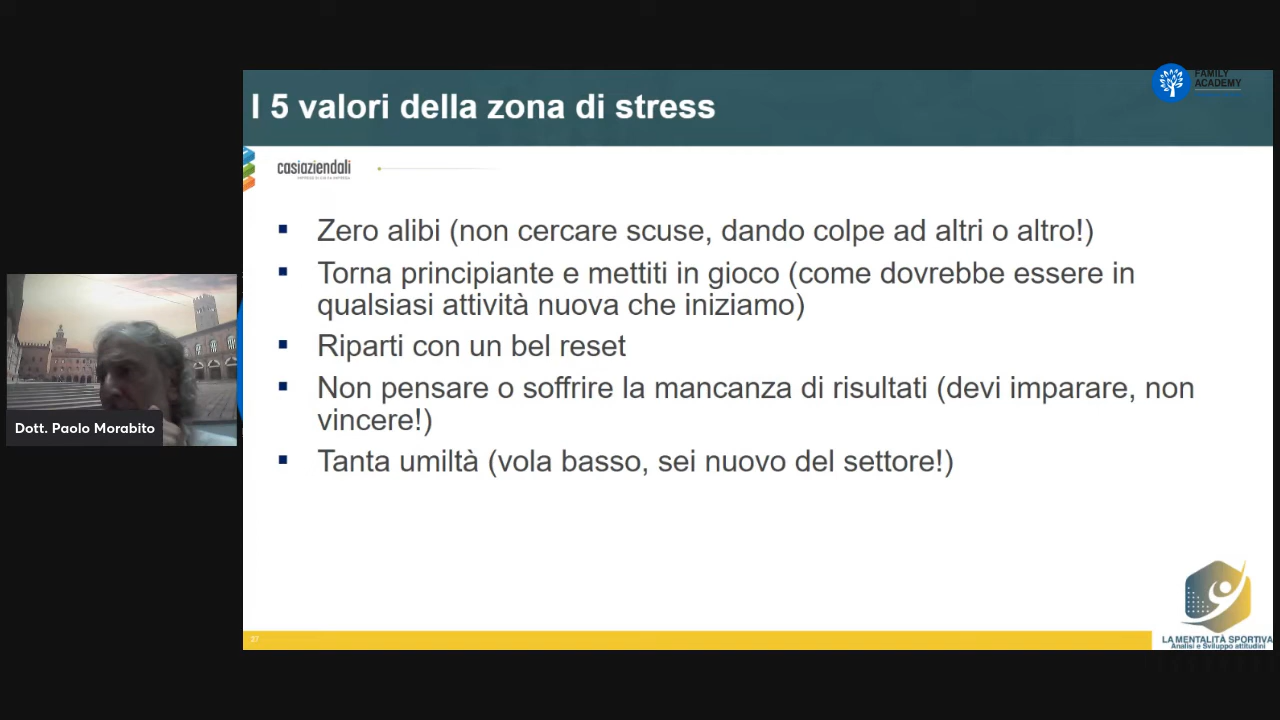 I 5 valori della zona di stress
FAMILY
ACADEMY
casiaziendali
▪ Zero alibi (non cercare scuse, dando colpe ad altri o altro!)
▪ Torna principiante e mettiti in gioco (come dovrebbe essere in
qualsiasi attività nuova che iniziamo)
▪ Riparti con un bel reset
▪ Non pensare o soffrire la mancanza di risultati (devi imparare, non
vincere!)
▪ Tanta umiltà (vola basso, sei nuovo del settore!)
Dott. Paolo Morabito
27
LA MENTALITÀ SPORTIVA
Analisi e Sviluppo attitudini